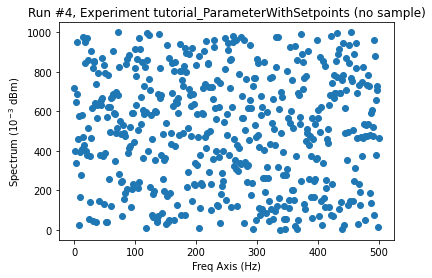 Run #4, Experiment tutorial_ParameterWithSetpoints (no sample)
1000
800
600
400
200
0
Spectrum (10⁻³ dBm)
0 100 200 300 400 500
Freq Axis (Hz)